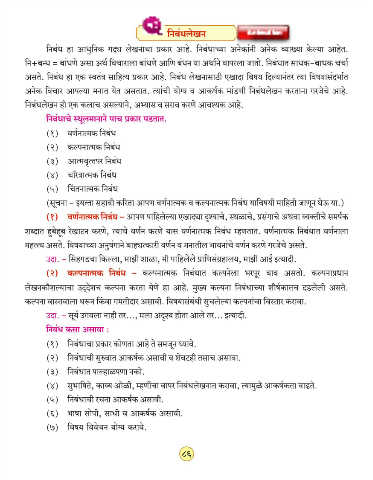 निबंधलेखन
निबंध हा आधुनिक गद्य लेखनाचा प्रकार आहे. निबंधाच्या अनेकांनी अनेक व्याख्या केल्या आहेत.
नि+बन्ध = बांधणे असा अर्थ विचाराला बांधणे आणि बंधन या अर्थाने वापरला जातो. निबंधात साधक-बाधक चर्चा
असते. निबंध हा एक स्वतंत्र साहित्य प्रकार आहे. निबंध लेखनासाठी एखादा विषय दिल्यानंतर त्या विषयासंदर्भात
अनेक विचार आपल्या मनात येत असतात. त्यांची योग्य व आकर्षक मांडणी निबंधलेखन करताना गरजेचे आहे.
निबंधलेखन ही एक कलाच असल्याने, अभ्यास व सराव करणे आवश्यक आहे.
निबंधाचे स्थूलमानाने पाच प्रकार पडतात.
(१) वर्णनात्मक निबंध
(२) कल्पनात्मक निबंध
(३) आत्मवृत्तपर निबंध
(४) चरित्रात्मक निबंध
(५) चिंतनात्मक निबंध
(सूचना - इयत्ता सहावी करिता आपण वर्णनात्मक व कल्पनात्मक निबंध याविषयी माहिती जाणून घेऊ या.)
(१) वर्णनात्मक निबंध - आपण पाहिलेल्या एखाद्या दृश्याचे, स्थळाचे, प्रसंगाचे अथवा व्यक्तीचे समर्पक
शब्दात हुबेहूब रेखाटन करणे, त्याचे वर्णन करणे यास वर्णनात्मक निबंध म्हणतात. वर्णनात्मक निबंधात वर्णनाला
महत्त्व असते. विषयाच्या अनुषंगाने बाह्यत्कारी वर्णन व मनातील भावनांचे वर्णन करणे गरजेचे असते.
उदा. - सिंहगडचा किल्ला, माझी शाळा, मी पाहिलेले प्राणिसंग्रहालय, माझी आई इत्यादी.
(२) कल्पनात्मक निबंध - कल्पनात्मक निबंधात कल्पनेला भरपूर वाव असतो. कल्पनाप्रधान
लेखनकौशल्याचा उद्देशच कल्पना करता येणे हा आहे. मुख्य कल्पना निबंधाच्या शीर्षकातच दडलेली असते.
कल्पना वास्तवाला धरून किंवा गमतीदार असावी. विषयासंबंधी सुचलेल्या कल्पनांचा विस्तार करावा.
उदा. - सूर्य उगवला नाही तर..., मला अदृश्य होता आले तर... इत्यादी.
निबंध कसा असावा :
(१) निबंधाचा प्रकार कोणता आहे ते समजून घ्यावे.
(२) निबंधाची सुरुवात आकर्षक असावी व शेवटही तसाच असावा.
(३) निबंधात पाल्हाळपणा नको.
(४) सुभाषिते, काव्य ओळी, म्हणींचा वापर निबंधलेखनात करावा, त्यामुळे आकर्षकता वाढते.
(५) निबंधाची रचना आकर्षक असावी.
(६) भाषा सोपी, साधी व आकर्षक असावी.
(७) विषय विवेचन योग्य करावे.
८६